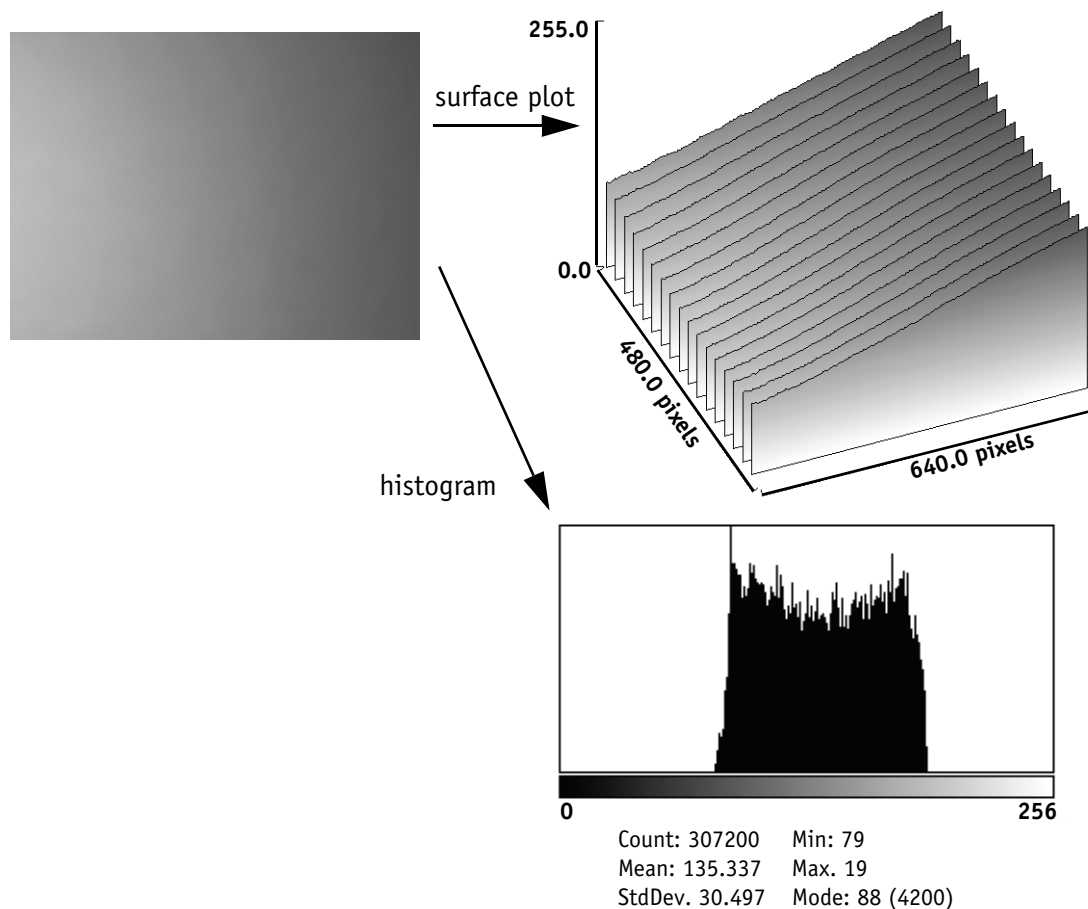 255.0
surface plot
0.0
480.0 pixels
640.0 pixels
histogram
0
256
Count: 307200 Min: 79
Mean: 135.337 Max. 19
StdDev. 30.497 Mode: 88 (4200)